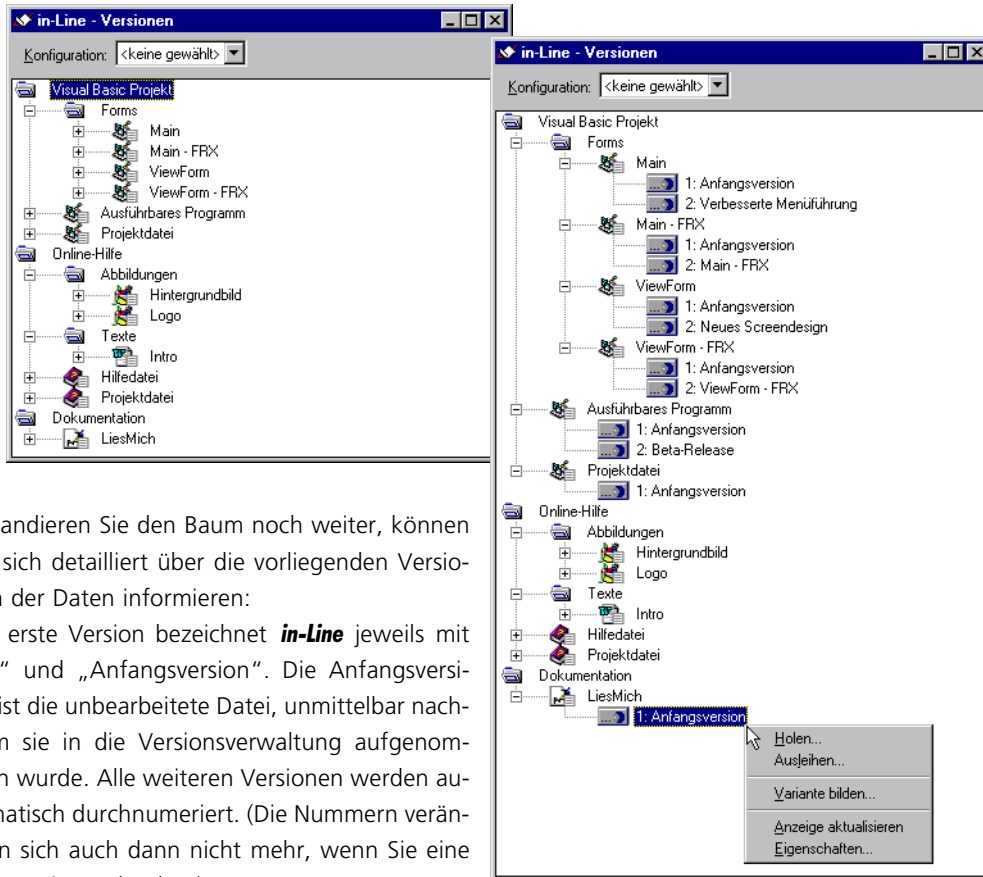 in-Line - Versionen
Konfiguration: <keine gewählt>
Visual Basic Projekt
Forms
Main
Main - FRX
ViewForm
ViewForm - FRX
Ausführbares Programm
Projektdatei
Online-Hilfe
Abbildungen
Hintergrundbild
Logo
Texte
Intro
Hilfedatei
Projektdatei
Dokumentation
LiesMich
andieren Sie den Baum noch weiter, können
sich detailliert über die vorliegenden Versio-
der Daten informieren:
erste Version bezeichnet in-Line jeweils mit
“ und „Anfangsversion“. Die Anfangsversi-
ist die unbearbeitete Datei, unmittelbar nach-
sie in die Versionsverwaltung aufgenom-
wurde. Alle weiteren Versionen werden au-
matisch durchnumeriert. (Die Nummern verän-
sich auch dann nicht mehr, wenn Sie eine
in-Line - Versionen
Konfiguration: <keine gewählt>
Visual Basic Projekt
Forms
Main
1: Anfangsversion
2: Verbesserte Menüführung
Main - FRX
1: Anfangsversion
2: Main - FRX
ViewForm
1: Anfangsversion
2: Neues Screendesign
ViewForm - FRX
1: Anfangsversion
2: ViewForm - FRX
Ausführbares Programm
1: Anfangsversion
2: Beta-Release
Projektdatei
1: Anfangsversion
Online-Hilfe
Abbildungen
Hintergrundbild
Logo
Texte
Intro
Hilfedatei
Projektdatei
Dokumentation
LiesMich
1: Anfangsversion
Holen...
Ausleihen...
Variante bilden...
Anzeige aktualisieren
Eigenschaften...